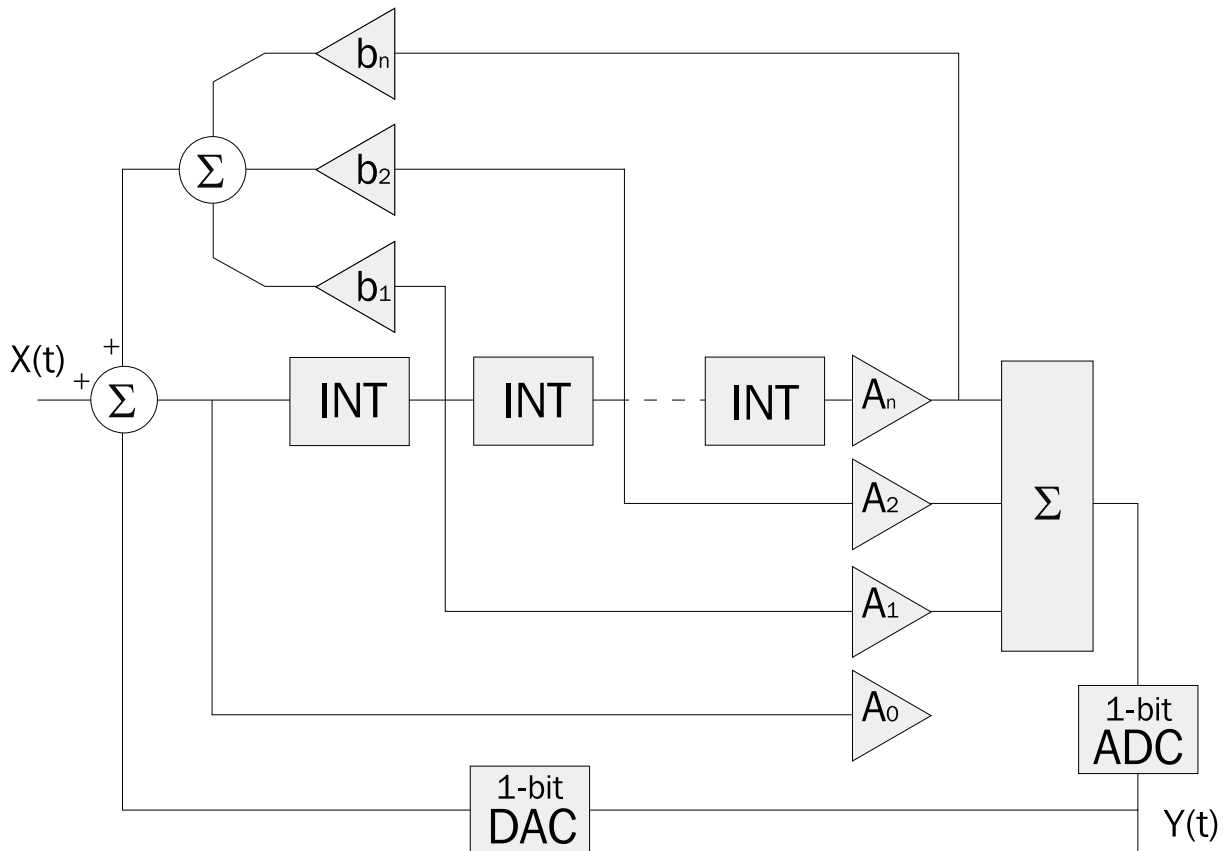 bₙ
Σ
b₂
b₁
X(t)
+
+
Σ
INT
INT
INT
Aₙ
A₂
Σ
A₁
A₀
1-bit
ADC
1-bit
DAC
Y(t)